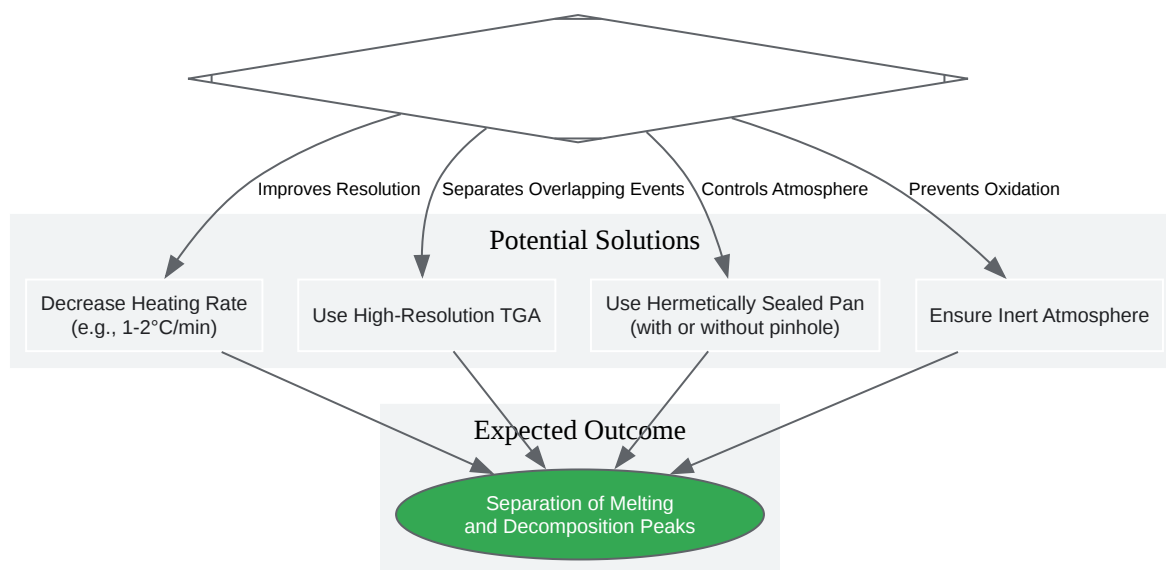 Improves Resolution
Separates Overlapping Events
Controls Atmosphere
Prevents Oxidation
Potential Solutions
Decrease Heating Rate
(e.g., 1-2°C/min)
Use High-Resolution TGA
Use Hermetically Sealed Pan
(with or without pinhole)
Ensure Inert Atmosphere
Expected Outcome
Separation of Melting
and Decomposition Peaks